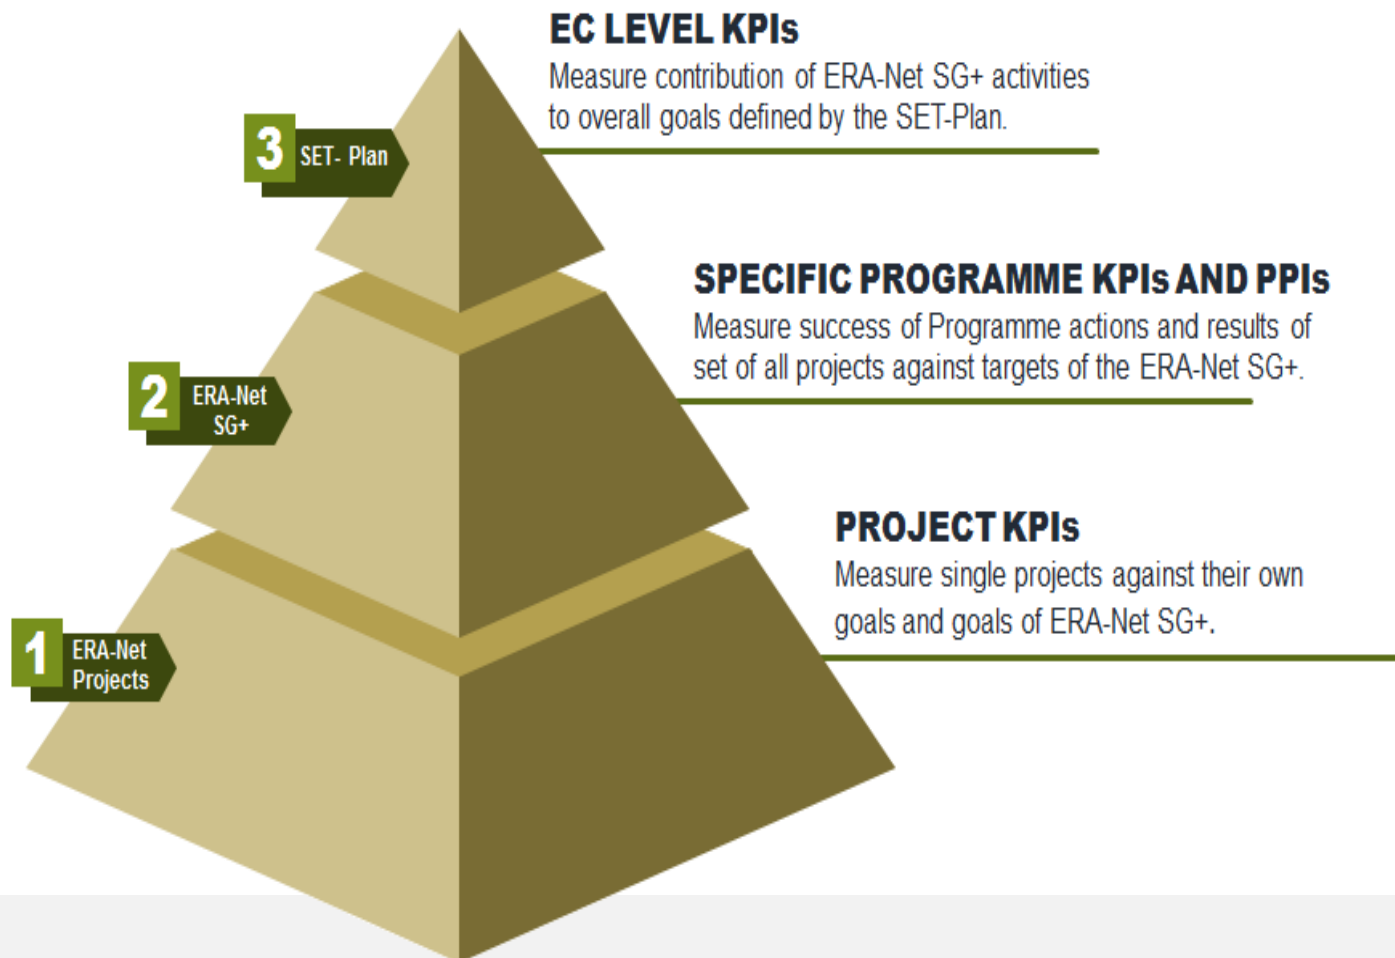 EC LEVEL KPIs
Measure contribution of ERA-Net SG+ activities
to overall goals defined by the SET-Plan.
3
SET- Plan
SPECIFIC PROGRAMME KPIs AND PPIs
Measure success of Programme actions and results of
set of all projects against targets of the ERA-Net SG+.
2
ERA-Net
SG+
PROJECT KPIs
Measure single projects against their own
goals and goals of ERA-Net SG+.
1
ERA-Net
Projects